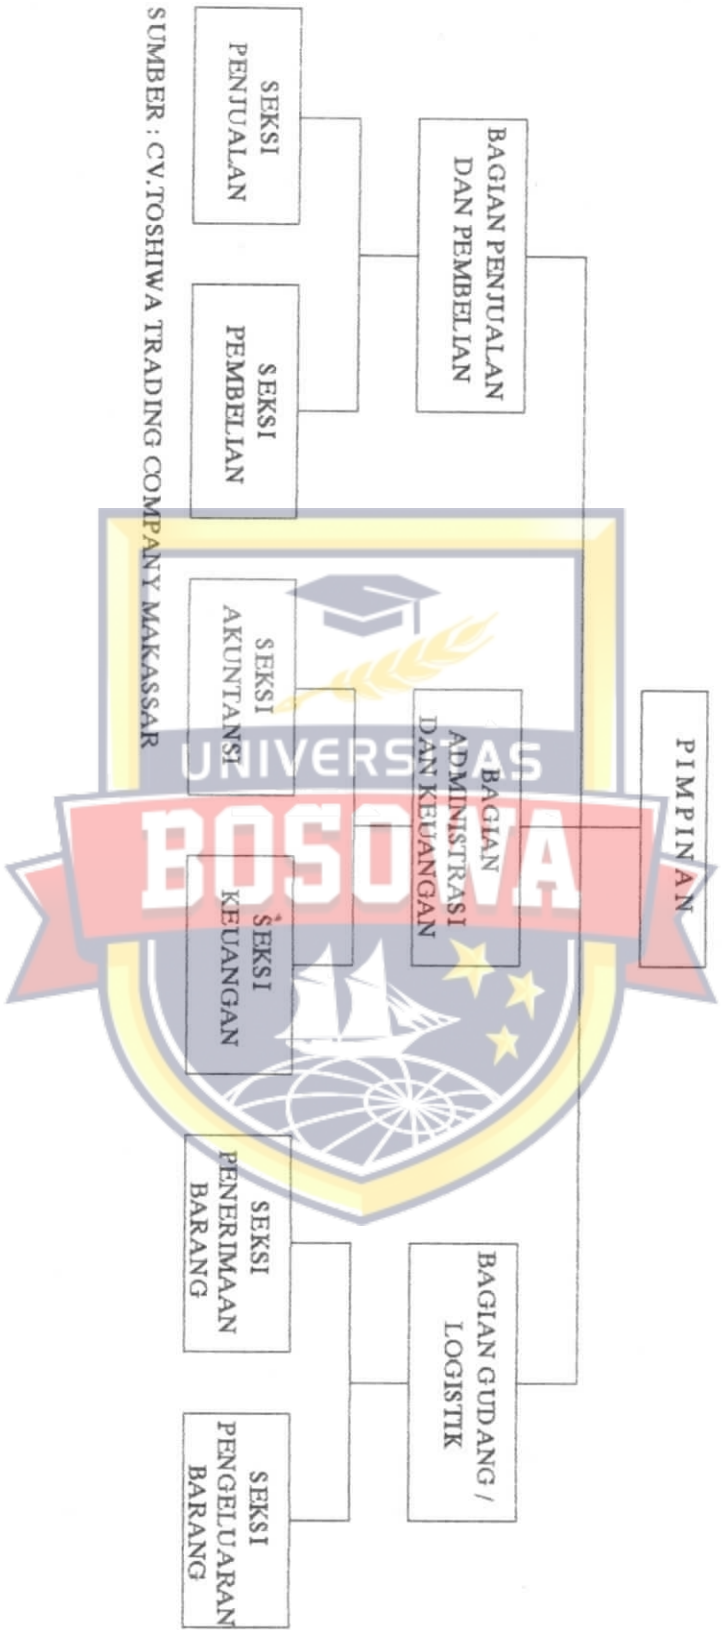 PIMPINAN
BAGIAN PENJUALAN
DAN PEMBELIAN
BAGIAN
ADMINISTRASI
DAN KEUANGAN
BAGIAN GUDANG /
LOGISTIK
SEKSI
PENJUALAN
SEKSI
PEMBELIAN
SEKSI
AKUNTANSI
SEKSI
KEUANGAN
SEKSI
PENERIMAAN
BARANG
SEKSI
PENGELUARAN
BARANG
SUMBER : CV.TOSHIWA TRADING COMPANY MAKASSAR
UNIVERSITAS
BOSOWA